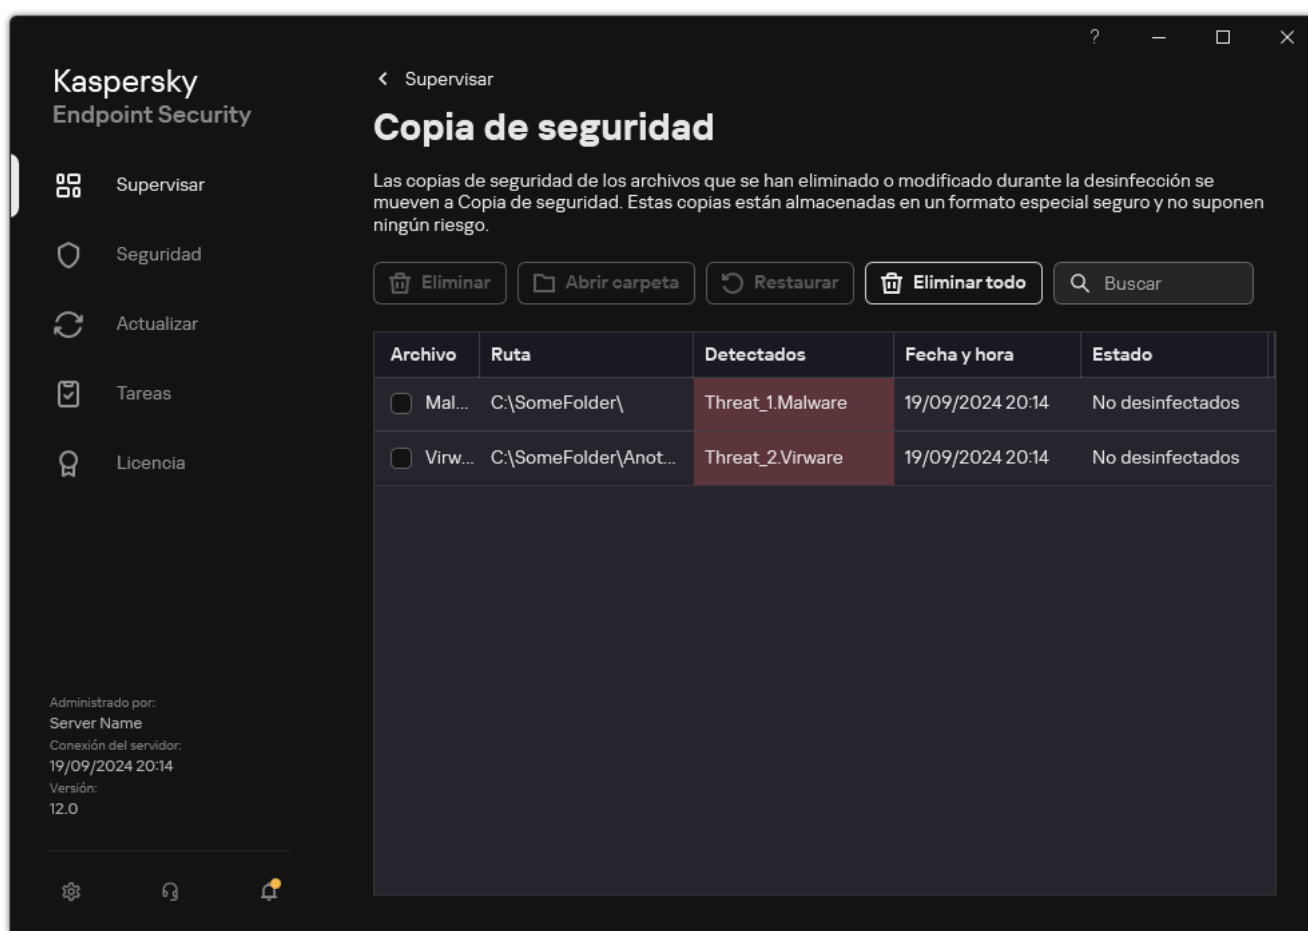 ?
Kaspersky
Endpoint Security
Supervisar
Seguridad
Actualizar
Tareas
Licencia
Administrado por:
Server Name
Conexión del servidor:
19/09/2024 20:14
Versión:
12.0
Supervisar
Copia de seguridad
Las copias de seguridad de los archivos que se han eliminado o modificado durante la desinfección se
mueven a Copia de seguridad. Estas copias están almacenadas en un formato especial seguro y no suponen
ningún riesgo.
Eliminar Abrir carpeta Restaurar Eliminar todo Buscar
Archivo Ruta Detectados Fecha y hora Estado
Mal... C:\SomeFolder\ Threat_1.Malware 19/09/2024 20:14 No desinfectados
Virw... C:\SomeFolder\Anot... Threat_2.Virware 19/09/2024 20:14 No desinfectados